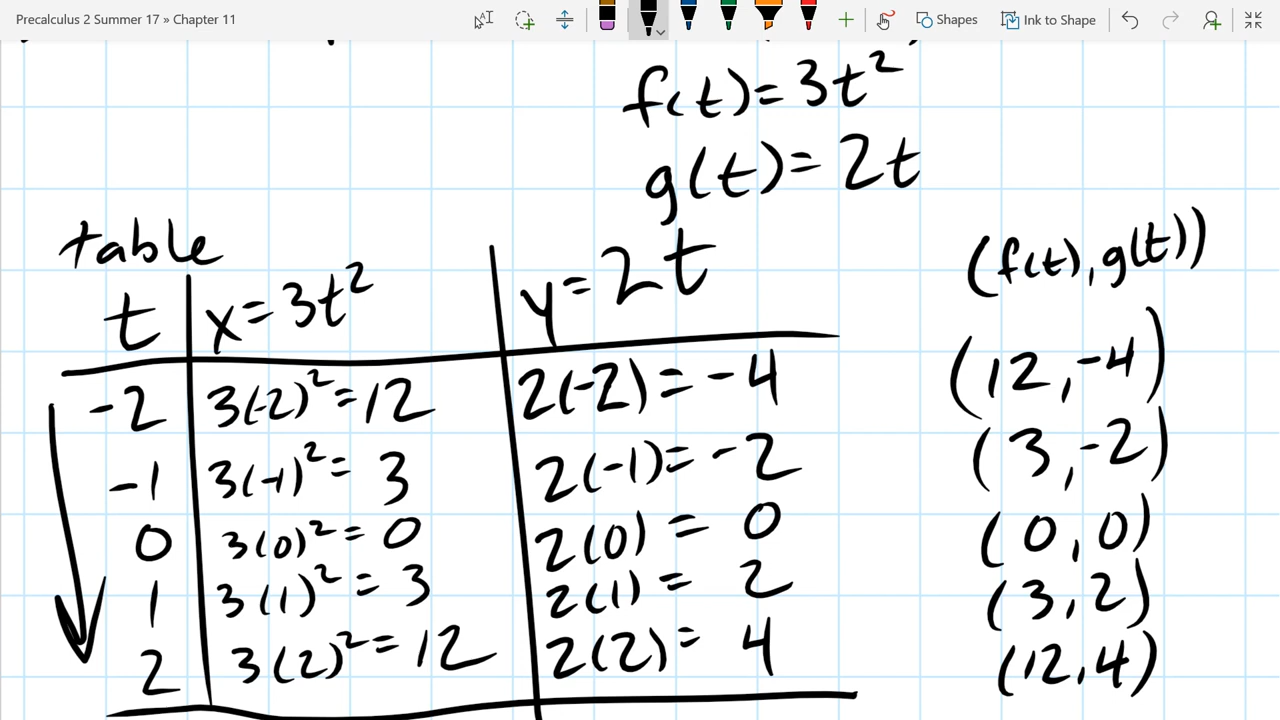 Precalculus 2 Summer 17 » Chapter 11
Shapes
Ink to Shape
f(t)=3t²
g(t)=2t
table
t x=3t² y=2t (f(t),g(t))
-2 3(-2)²=12 2(-2)=-4 (12,-4)
-1 3(-1)²=3 2(-1)=-2 (3,-2)
0 3(0)²=0 2(0)=0 (0,0)
1 3(1)²=3 2(1)=2 (3,2)
2 3(2)²=12 2(2)=4 (12,4)